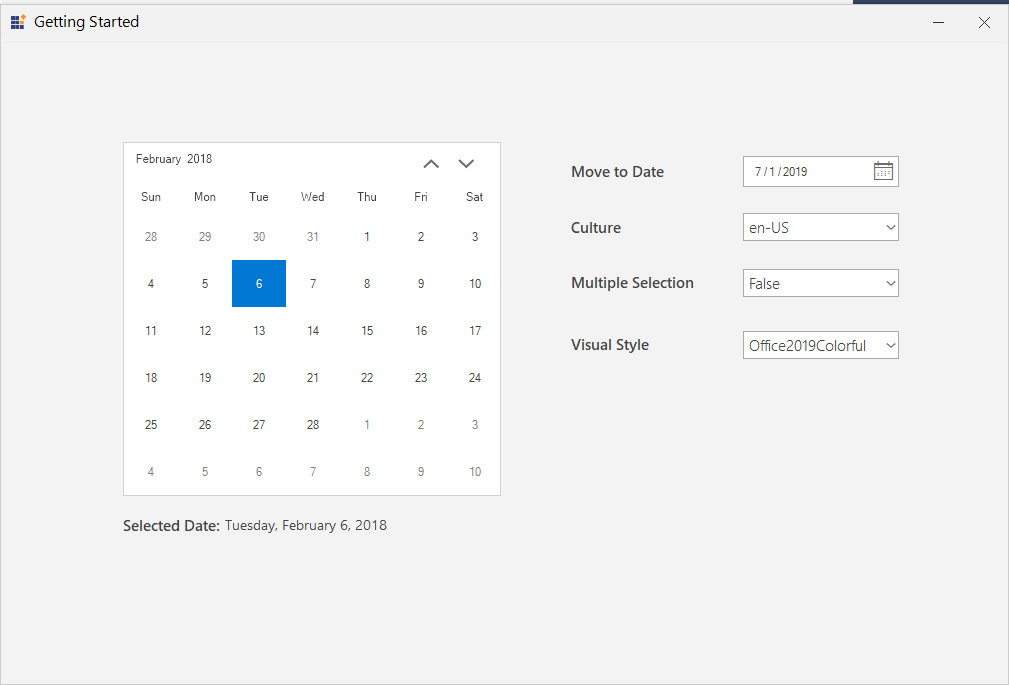 Getting Started
February 2018
Sun Mon Tue Wed Thu Fri Sat
28 29 30 31 1 2 3
4 5 6 7 8 9 10
11 12 13 14 15 16 17
18 19 20 21 22 23 24
25 26 27 28 1 2 3
4 5 6 7 8 9 10
Selected Date: Tuesday, February 6, 2018
Move to Date 7 / 1 / 2019
Culture en-US
Multiple Selection False
Visual Style Office2019Colorful